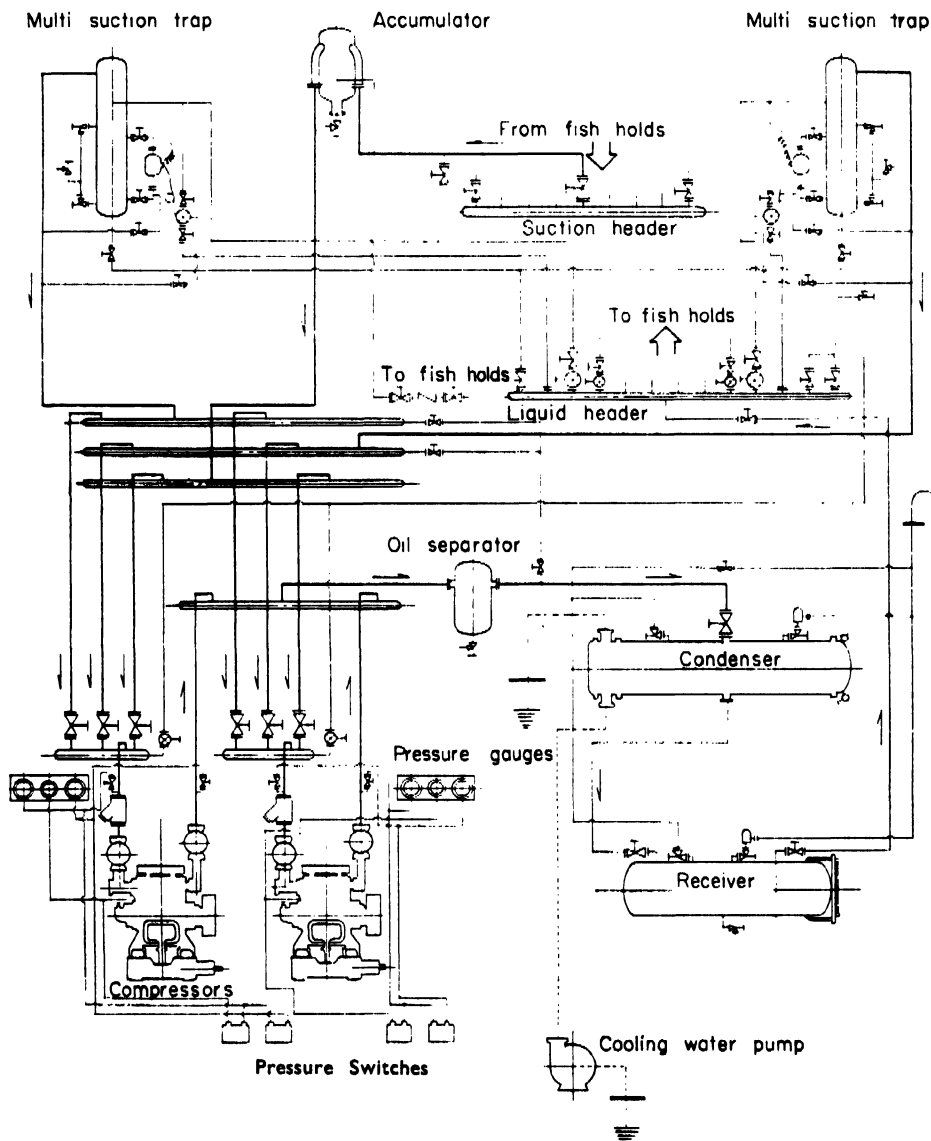 Multi suction trap
Accumulator
Multi suction trap
From fish holds
Suction header
To fish holds
To fish holds
Liquid header
Oil separator
Condenser
Pressure gauges
Receiver
Compressors
Cooling water pump
Pressure Switches